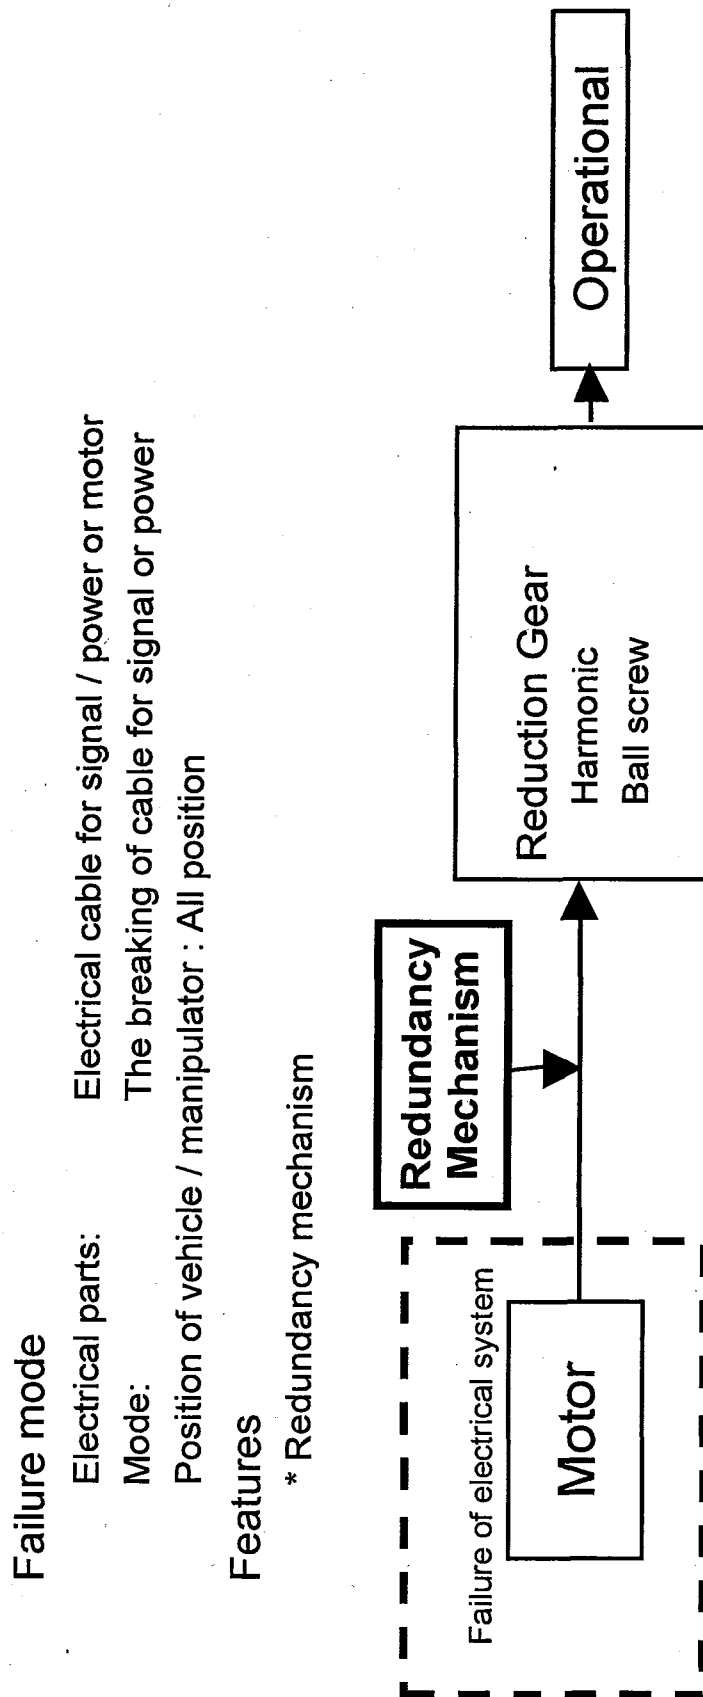 Failure mode
Electrical parts: Electrical cable for signal / power or motor
Mode: The breaking of cable for signal or power
Position of vehicle / manipulator : All position
Features
* Redundancy mechanism
Redundancy
Mechanism
Failure of electrical system
Motor
Reduction Gear
Harmonic
Ball screw
Operational